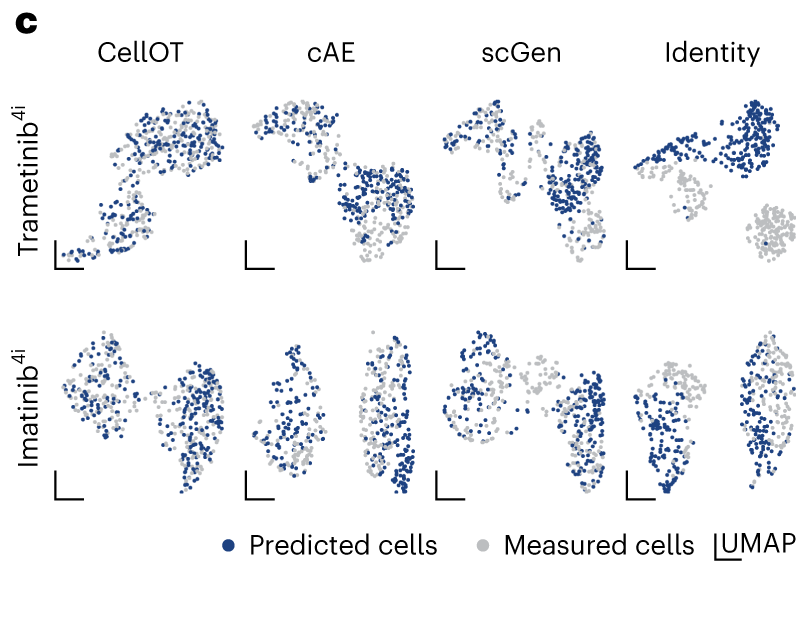 c
CellOT cAE scGen Identity
Trametinib4i
Imatinib4i
Predicted cells Measured cells UMAP